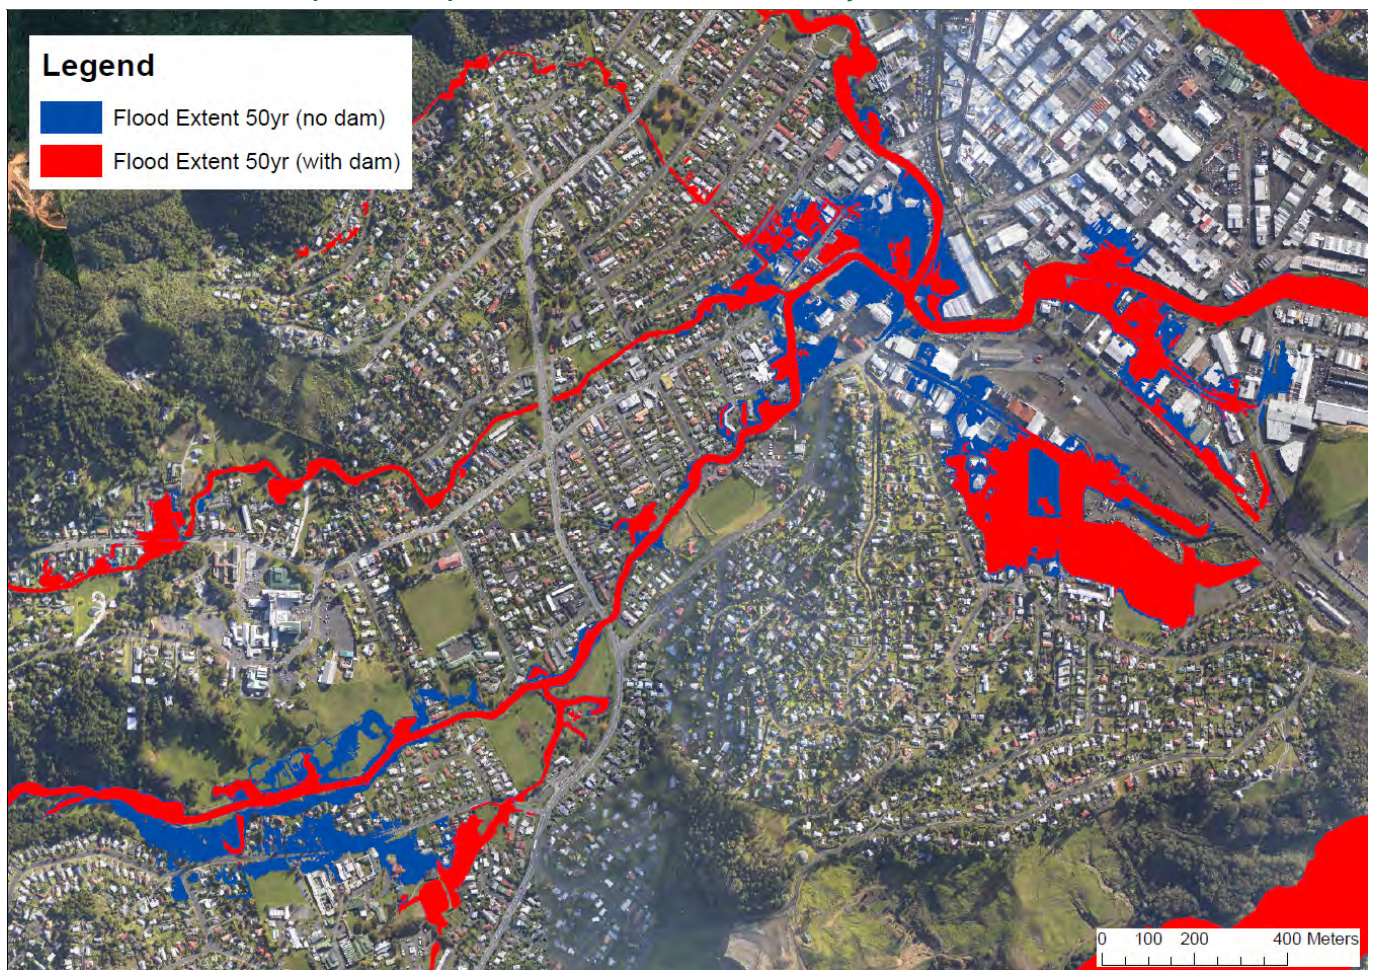 Legend
Flood Extent 50yr (no dam)
Flood Extent 50yr (with dam)
0 100 200 400 Meters